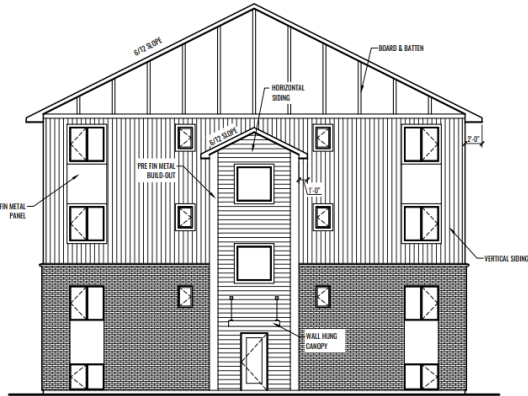 6/12 SLOPE
BOARD & BATTEN
HORIZONTAL
SIDING
6/12 SLOPE
2'-0"
PRE FIN METAL
BUILD-OUT
1'-0"
FIN METAL
PANEL
VERTICAL SIDING
WALL HUNG
CANOPY